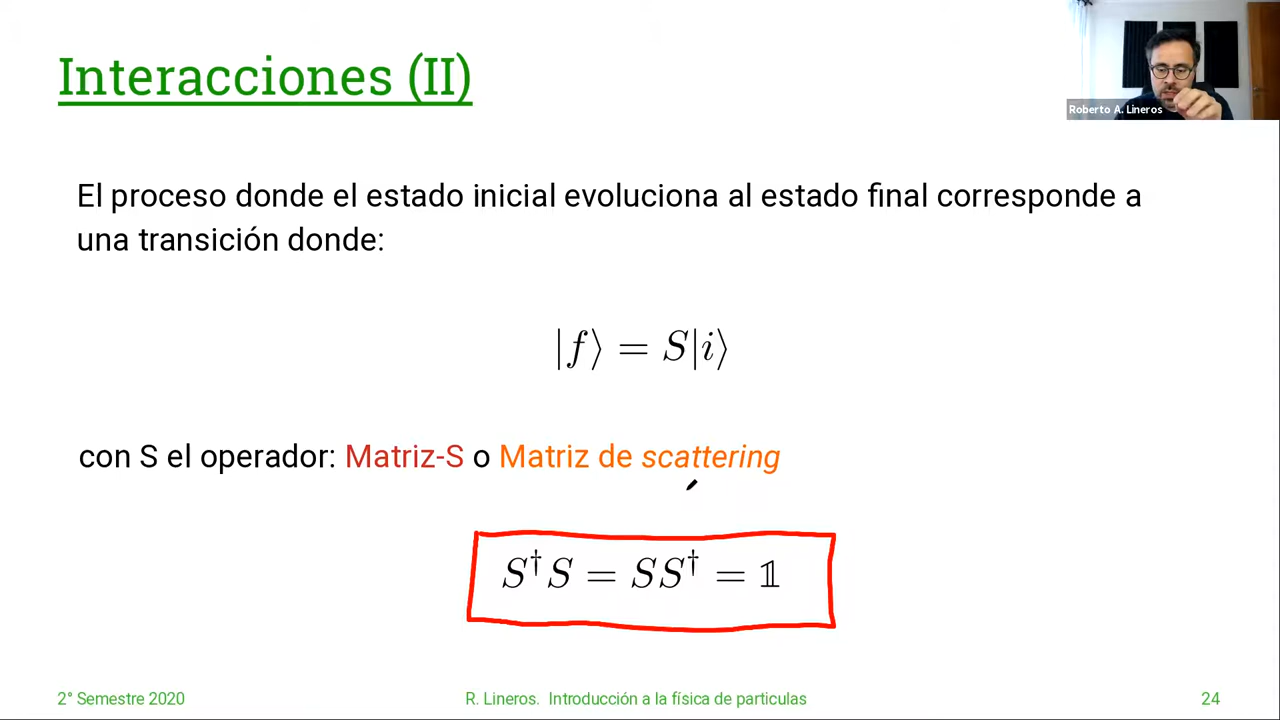 Interacciones (II)
Roberto A. Lineros
El proceso donde el estado inicial evoluciona al estado final corresponde a
una transición donde:
|f⟩ = S|i⟩
con S el operador: Matriz-S o Matriz de scattering
S†S = SS† = 𝟙
2° Semestre 2020
R. Lineros. Introducción a la física de particulas
24